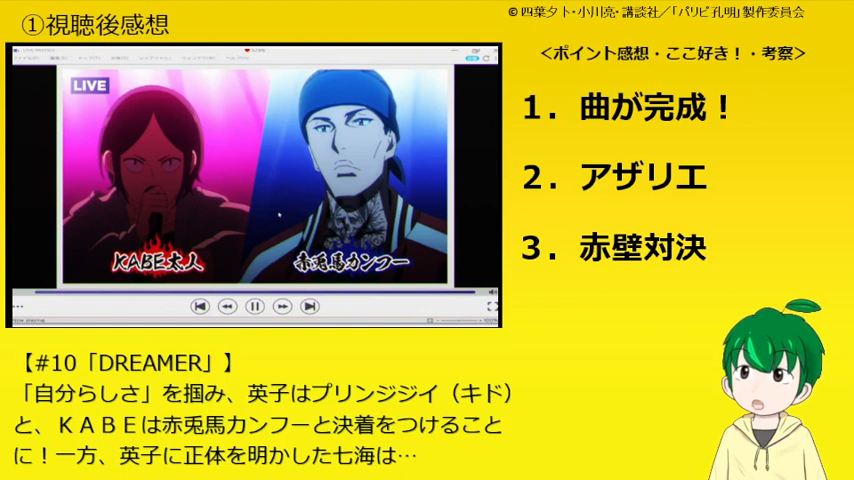 ①視聴後感想
© 四葉夕卜・小川亮・講談社／「パリピ孔明」製作委員会
＜ポイント感想・ここ好き！・考察＞
１．曲が完成！
２．アザリエ
３．赤壁対決
LIVE
KABE太人
赤兎馬カンフー
【#10「DREAMER」】
「自分らしさ」を掴み、英子はプリンジジイ（キド）
と、ＫＡＢＥは赤兎馬カンフーと決着をつけること
に！一方、英子に正体を明かした七海は…